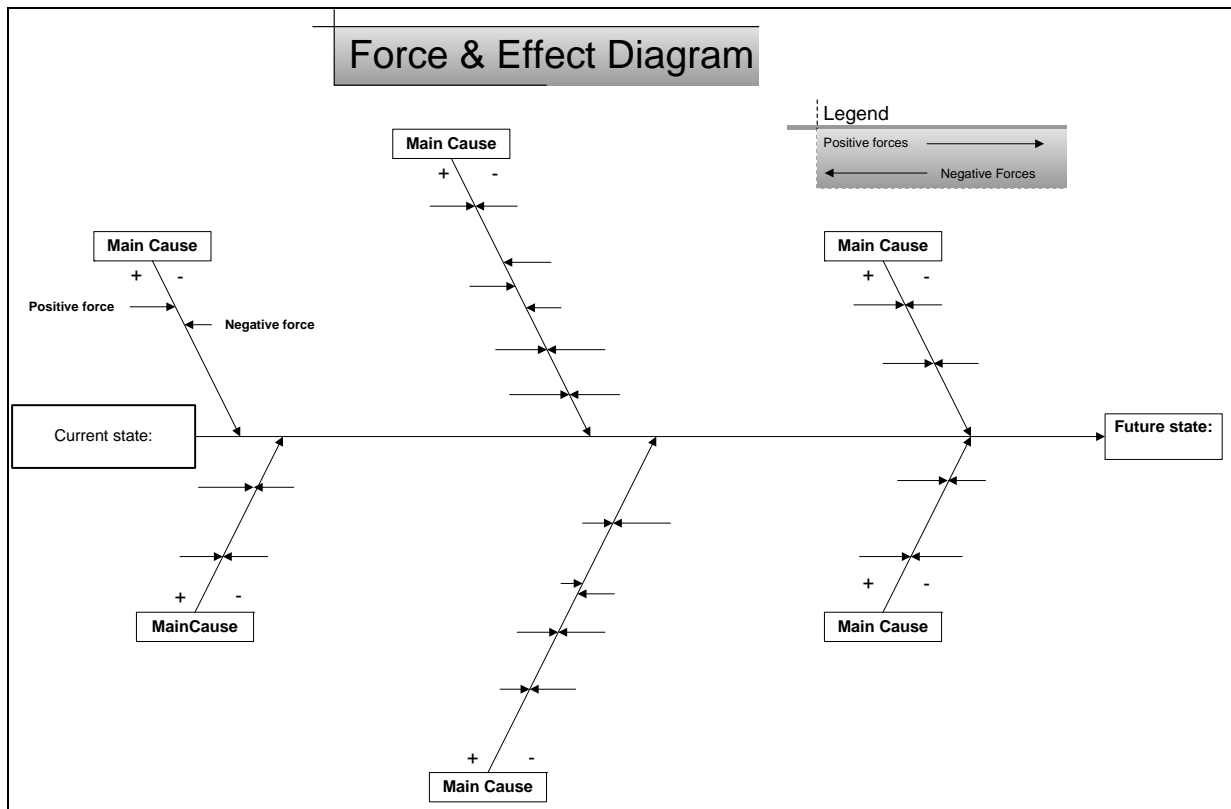 Force & Effect Diagram
Legend
Positive forces
Negative Forces
Main Cause
+ -
Main Cause
+ -
Positive force
Negative force
Main Cause
+ -
Current state:
Future state:
+ -
MainCause
+ -
Main Cause
+ -
Main Cause